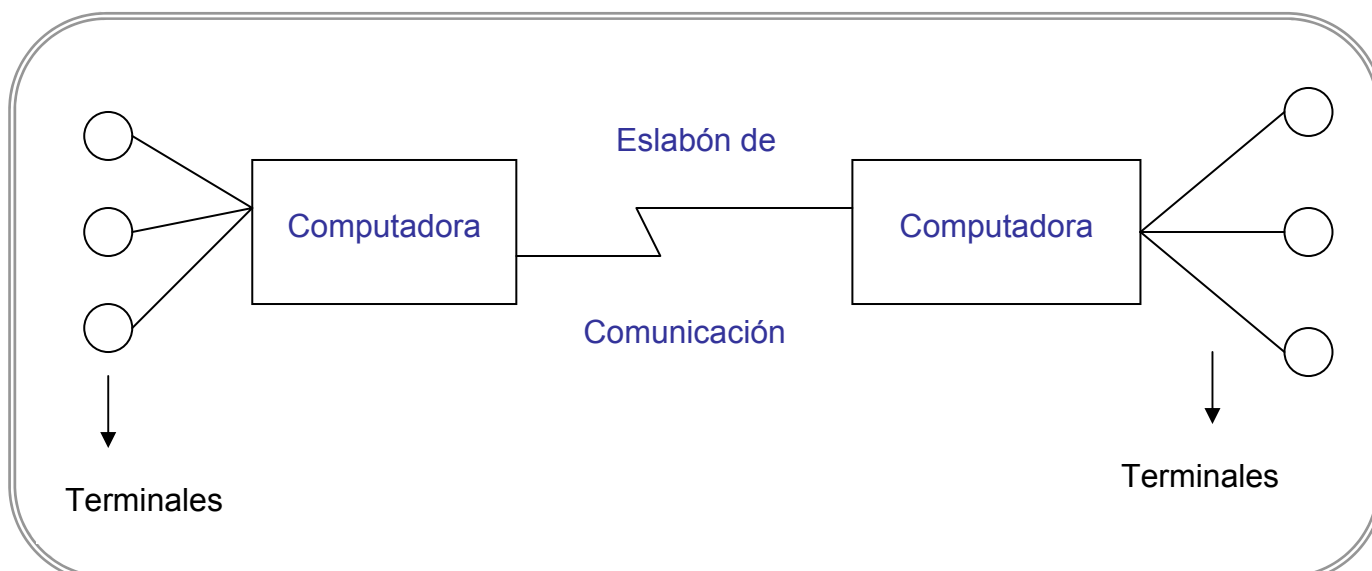 Eslabón de
Computadora
Computadora
Comunicación
Terminales
Terminales